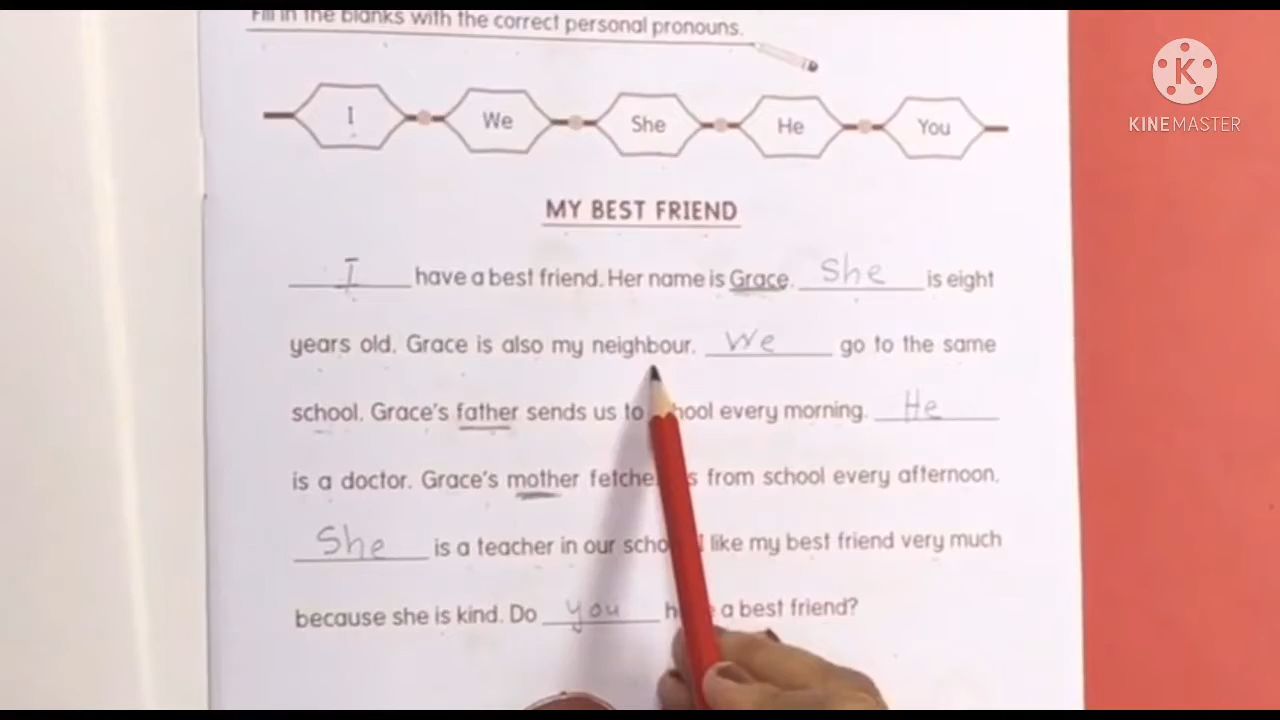 Fill in the blanks with the correct personal pronouns.
I We She He You
MY BEST FRIEND
I have a best friend. Her name is Grace. She is eight
years old. Grace is also my neighbour. We go to the same
school. Grace's father sends us to school every morning. He
is a doctor. Grace's mother from school every afternoon.
She is a teacher in our like my best friend very much
because she is kind. Do you a best friend?
K
KINEMASTER